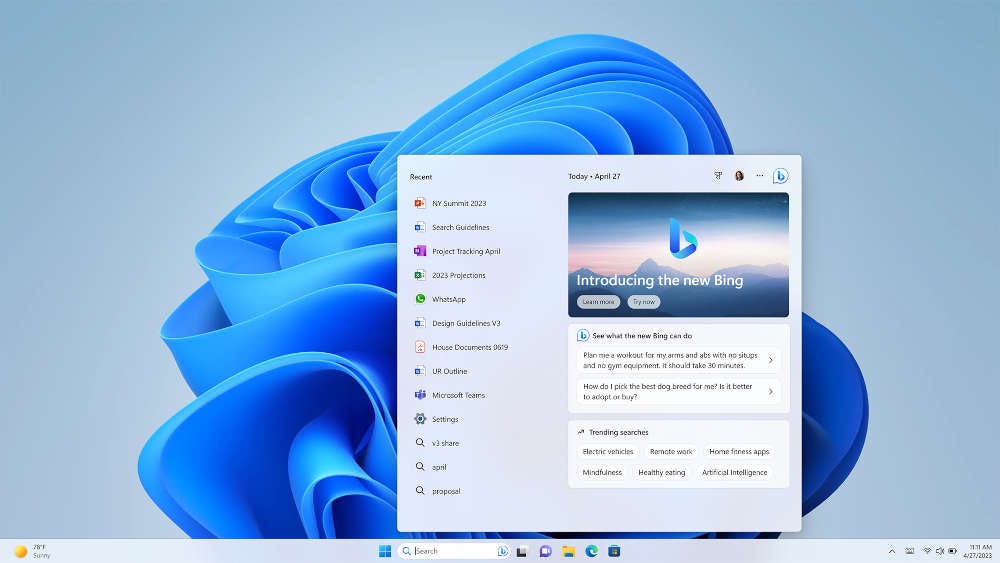 Recent
NY Summit 2023
Search Guidelines
Project Tracking April
2023 Projections
WhatsApp
Design Guidelines V3
House Documents 0619
UR Outline
Microsoft Teams
Settings
v3 share
april
proposal
Today • April 27
Introducing the new Bing
Learn more
Try now
See what the new Bing can do
Plan me a workout for my arms and abs with no situps
and no gym equipment. It should take 30 minutes.
How do I pick the best dog breed for me? Is it better
to adopt or buy?
Trending searches
Electric vehicles
Remote work
Home fitness apps
Mindfulness
Healthy eating
Artificial Intelligence
78°F
Sunny
Search
11:11 AM
4/27/2023